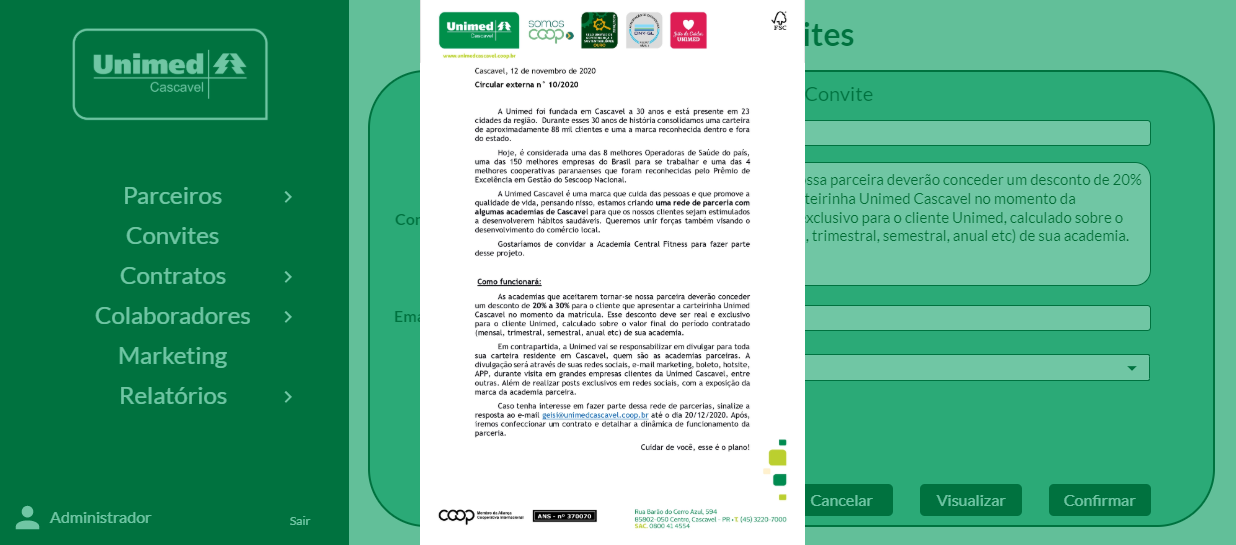 Unimed
Cascavel
Parceiros
Convites
Contratos
Colaboradores
Marketing
Relatórios
Administrador
Sair
Unimed
Cascavel
SOMOS
COOP
OURO
UNIMED
FSC
www.unimedcascavel.coop.br
Cascavel, 12 de novembro de 2020
Circular externa n° 10/2020
A Unimed foi fundada em Cascavel a 30 anos e está presente em 23
cidades da região. Durante esses 30 anos de história consolidamos uma carteira
de aproximadamente 88 mil clientes e uma a marca reconhecida dentro e fora
do estado.
Hoje, é considerada uma das 8 melhores Operadoras de Saúde do país,
uma das 150 melhores empresas do Brasil para se trabalhar e uma das 4
melhores cooperativas paranaenses que foram reconhecidas pelo Prêmio de
Excelência em Gestão do Sescoop Nacional.
A Unimed Cascavel é uma marca que cuida das pessoas e que promove a
qualidade de vida, pensando nisso, estamos criando uma rede de parceria com
algumas academias de Cascavel para que os nossos clientes sejam estimulados
a desenvolverem hábitos saudáveis. Queremos unir forças também visando o
desenvolvimento do comércio local.
Gostaríamos de convidar a Academia Central Fitness para fazer parte
desse projeto.
Como funcionará:
As academias que aceitarem tornar-se nossa parceira deverão conceder
um desconto de 20% a 30% para o cliente que apresentar a carteirinha Unimed
Cascavel no momento da matrícula. Esse desconto deve ser real e exclusivo
para o cliente Unimed, calculado sobre o valor final do período contratado
(mensal, trimestral, semestral, anual etc) de sua academia.
Em contrapartida, a Unimed vai se responsabilizar em divulgar para toda
sua carteira residente em Cascavel, quem são as academias parceiras. A
divulgação será através de suas redes sociais, e-mail marketing, boleto, hotsite,
APP, durante visita em grandes empresas clientes da Unimed Cascavel, entre
outras. Além de realizar posts exclusivos em redes sociais, com a exposição da
marca da academia parceira.
Caso tenha interesse em fazer parte dessa rede de parcerias, sinalize a
resposta ao e-mail geisi@unimedcascavel.coop.br até o dia 20/12/2020. Após,
iremos confeccionar um contrato e detalhar a dinâmica de funcionamento da
parceria.
Cuidar de você, esse é o plano!
COOP
Membro da Aliança
Cooperativa Internacional
ANS - nº 370070
Rua Barão do Cerro Azul, 594
85802-050 Centro, Cascavel - PR • T. (45) 3220-7000
SAC. 0800 41 4554
ites
Convite
ossa parceira deverão conceder um desconto de 20%
teirinha Unimed Cascavel no momento da
xclusivo para o cliente Unimed, calculado sobre o
, trimestral, semestral, anual etc) de sua academia.
Con
Ema
Cancelar
Visualizar
Confirmar